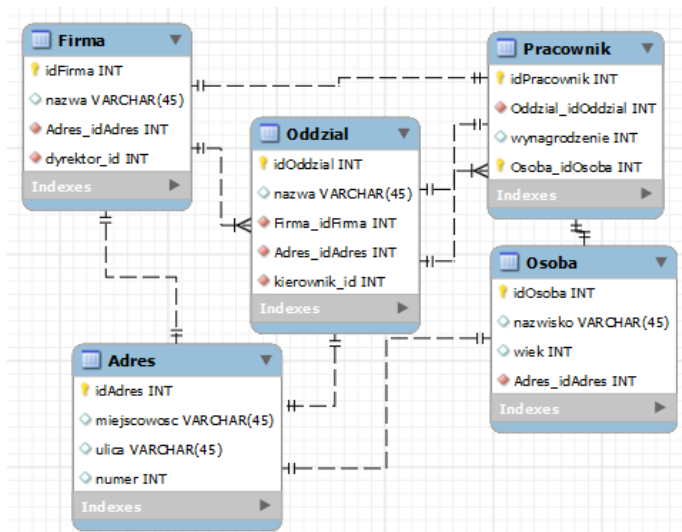 Firma
idFirma INT
nazwa VARCHAR(45)
Adres_idAdres INT
dyrektor_id INT
Indexes
Oddzial
idOddzial INT
nazwa VARCHAR(45)
Firma_idFirma INT
Adres_idAdres INT
kierownik_id INT
Indexes
Pracownik
idPracownik INT
Oddzial_idOddzial INT
wynagrodzenie INT
Osoba_idOsoba INT
Indexes
Osoba
idOsoba INT
nazwisko VARCHAR(45)
wiek INT
Adres_idAdres INT
Indexes
Adres
idAdres INT
miejscowosc VARCHAR(45)
ulica VARCHAR(45)
numer INT
Indexes